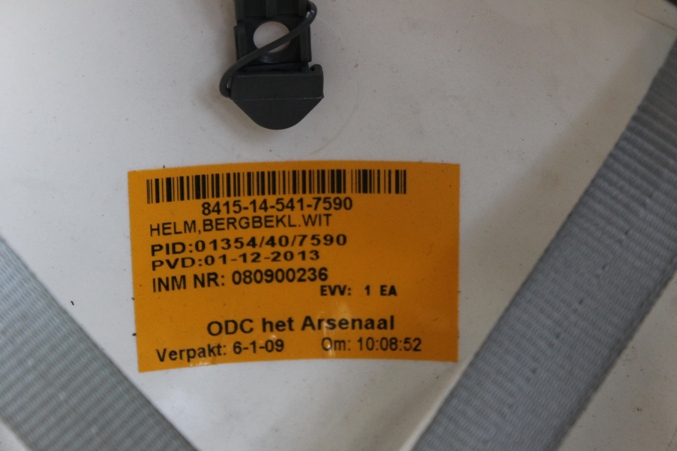 8415-14-541-7590
HELM,BERGBEKL.WIT
PID:01354/40/7590
PVD:01-12-2013
INM NR: 080900236
EVV: 1 EA
ODC het Arsenaal
Verpakt: 6-1-09 Om: 10:08:52